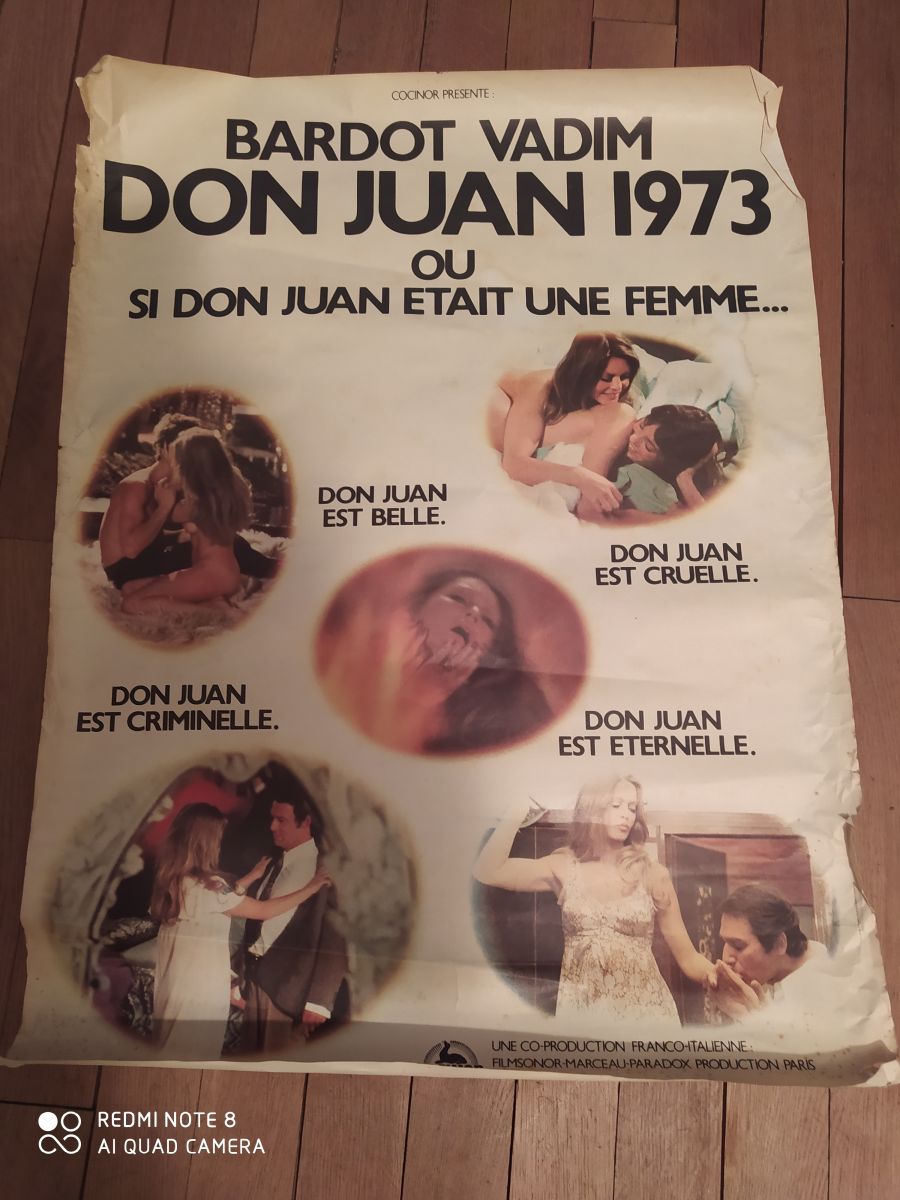 COCINOR PRESENTE :
BARDOT VADIM
DON JUAN 1973
OU
SI DON JUAN ETAIT UNE FEMME...
DON JUAN
EST BELLE.
DON JUAN
EST CRUELLE.
DON JUAN
EST CRIMINELLE.
DON JUAN
EST ETERNELLE.
UNE CO-PRODUCTION FRANCO-ITALIENNE :
FILMSONOR-MARCEAU-PARADOX PRODUCTION PARIS
REDMI NOTE 8
AI QUAD CAMERA